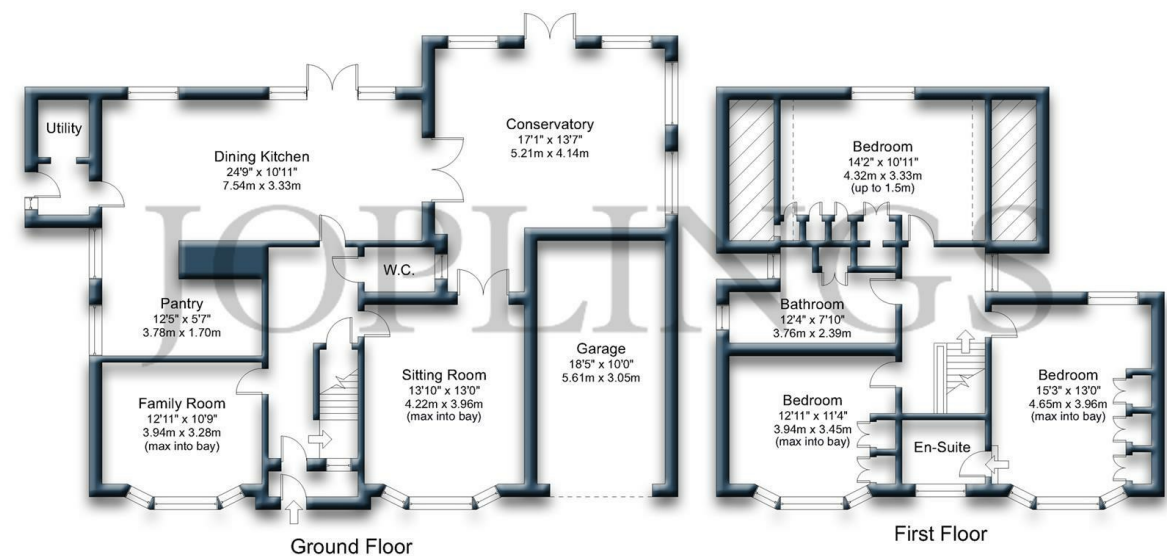 Utility
Dining Kitchen
24'9" x 10'11"
7.54m x 3.33m
Conservatory
17'1" x 13'7"
5.21m x 4.14m
W.C.
Pantry
12'5" x 5'7"
3.78m x 1.70m
Garage
18'5" x 10'0"
5.61m x 3.05m
Sitting Room
13'10" x 13'0"
4.22m x 3.96m
(max into bay)
Family Room
12'11" x 10'9"
3.94m x 3.28m
(max into bay)
Ground Floor
Bedroom
14'2" x 10'11"
4.32m x 3.33m
(up to 1.5m)
Bathroom
12'4" x 7'10"
3.76m x 2.39m
Bedroom
15'3" x 13'0"
4.65m x 3.96m
(max into bay)
Bedroom
12'11" x 11'4"
3.94m x 3.45m
(max into bay)
En-Suite
First Floor
JOPLINGS